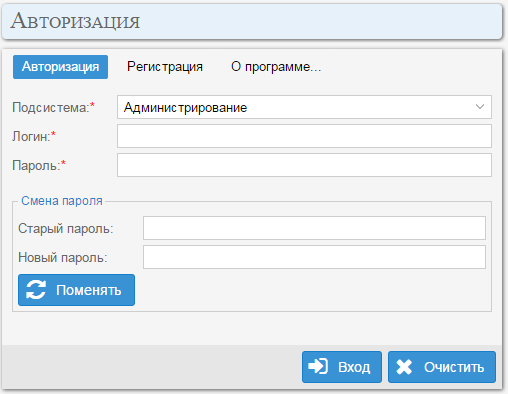 Авторизация
Авторизация Регистрация О программе...
Подсистема:* Администрирование
Логин:*
Пароль:*
Смена пароля
Старый пароль:
Новый пароль:
Поменять
Вход Очистить